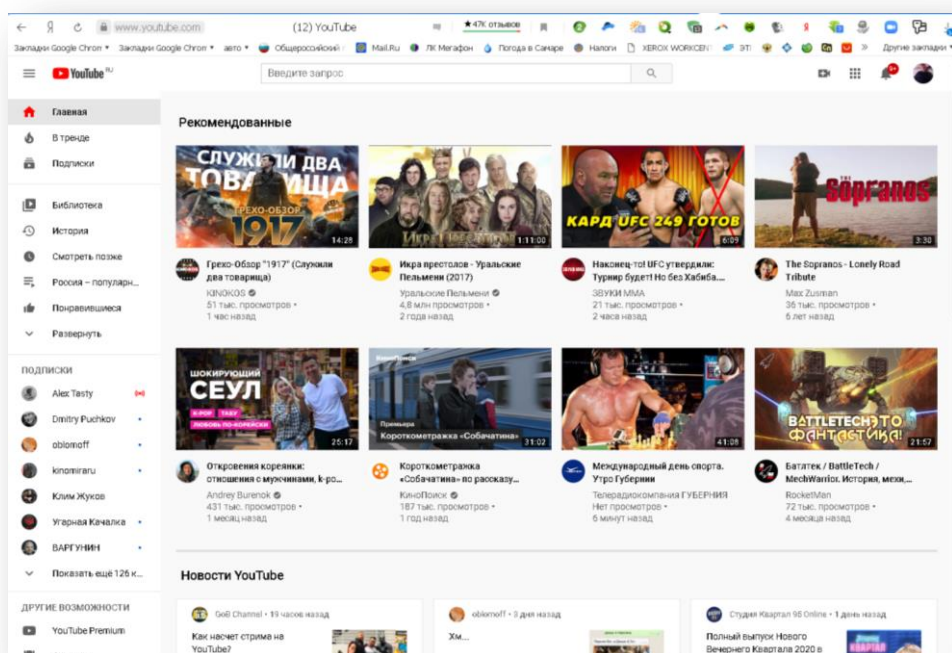 www.youtube.com
(12) YouTube
★ 47К отзывов
Закладки Google Chrom
Закладки Google Chrom
авто
Общероссийский
Mail.Ru
ЛК Мегафон
Погода в Самаре
Налоги
XEROX WORKCEN
ЭТ
Другие закладки
YouTube RU
Введите запрос
9+
Главная
В тренде
Подписки
Библиотека
История
Смотреть позже
Россия – популярн...
Понравившиеся
Развернуть
ПОДПИСКИ
Alex Tasty
Dmitry Puchkov
oblomoff
kinomiraru
Клим Жуков
Угарная Качалка
ВАРГУНИН
Показать ещё 126 к...
ДРУГИЕ ВОЗМОЖНОСТИ
YouTube Premium
Рекомендованные
СЛУЖИЛИ ДВА
ТОВАРИЩА
ГРЕХО-ОБЗОР
1917
14:28
Грехо-Обзор "1917" (Служили
два товарища)
KINOKOS
51 тыс. просмотров •
1 час назад
ИКРА ПРЕСТОЛОВ
1:11:00
Икра престолов - Уральские
Пельмени (2017)
Уральские Пельмени
4,8 млн просмотров •
2 года назад
КАРД UFC 249 ГОТОВ
6:09
Наконец-то! UFC утвердили:
Турнир будет! Но без Хабиба....
ЗВУКИ ММА
21 тыс. просмотров •
2 часа назад
THE
Sopranos
3:30
The Sopranos - Lonely Road
Tribute
Max Zusman
36 тыс. просмотров •
6 лет назад
ШОКИРУЮЩИЙ
СЕУЛ
K-POP ТАБУ
ЛЮБОВЬ ПО-КОРЕЙСКИ
25:17
Откровения кореянки:
отношения с мужчинами, k-po...
Andrey Burenok
431 тыс. просмотров •
1 месяц назад
КиноПоиск
Премьера
Короткометражка «Собачатина»
31:02
Короткометражка
«Собачатина» по рассказу...
КиноПоиск
187 тыс. просмотров •
1 год назад
41:08
Международный день спорта.
Утро Губернии
Телерадиокомпания ГУБЕРНИЯ
Нет просмотров •
6 минут назад
BATTLETECH ЭТО
ФАНТАСТИКА!
21:57
Батлтек / BattleTech /
MechWarrior. История, мехи,...
RocketMan
72 тыс. просмотров •
4 месяца назад
Новости YouTube
GoB Channel • 19 часов назад
Как насчет стрима на
YouTube?
oblomoff • 3 дня назад
Хм...
Студия Квартал 95 Online • 1 день назад
Полный выпуск Нового
Вечернего Квартала 2020 в
КВАРТАЛ